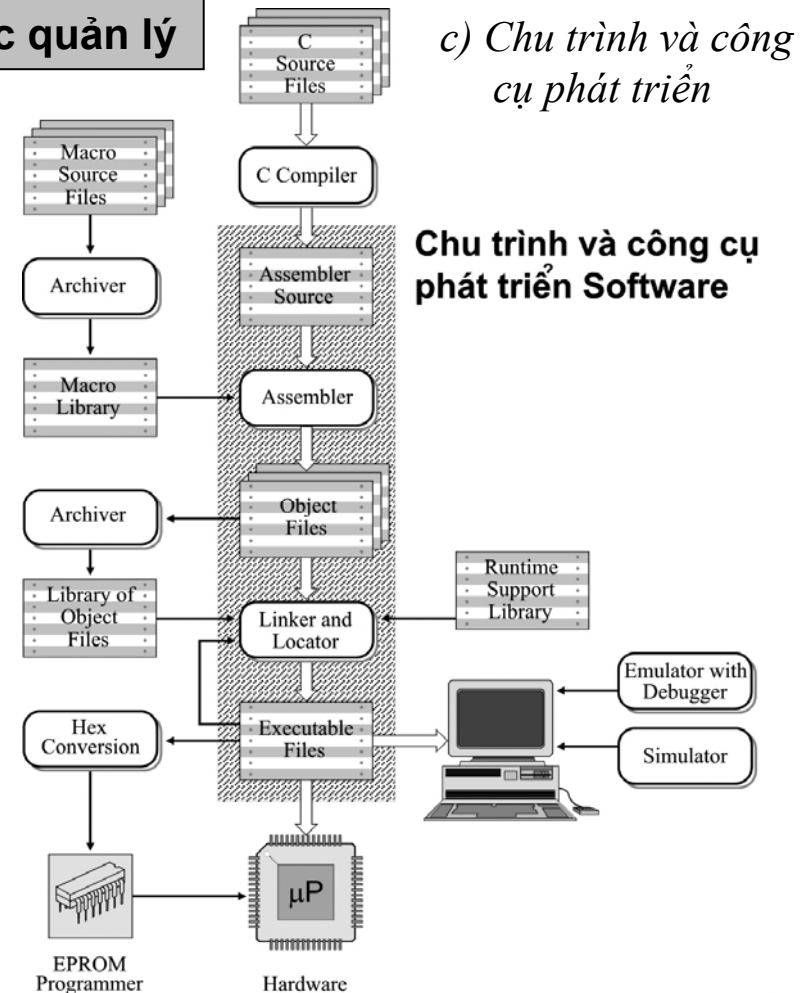 c quản lý
c) Chu trình và công
cụ phát triển
C
Source
Files
Macro
Source
Files
C Compiler
Chu trình và công cụ
phát triển Software
Archiver
Assembler
Source
Macro
Library
Assembler
Archiver
Object
Files
Runtime
Support
Library
Library of
Object
Files
Linker and
Locator
Emulator with
Debugger
Hex
Conversion
Executable
Files
Simulator
μP
EPROM
Programmer
Hardware